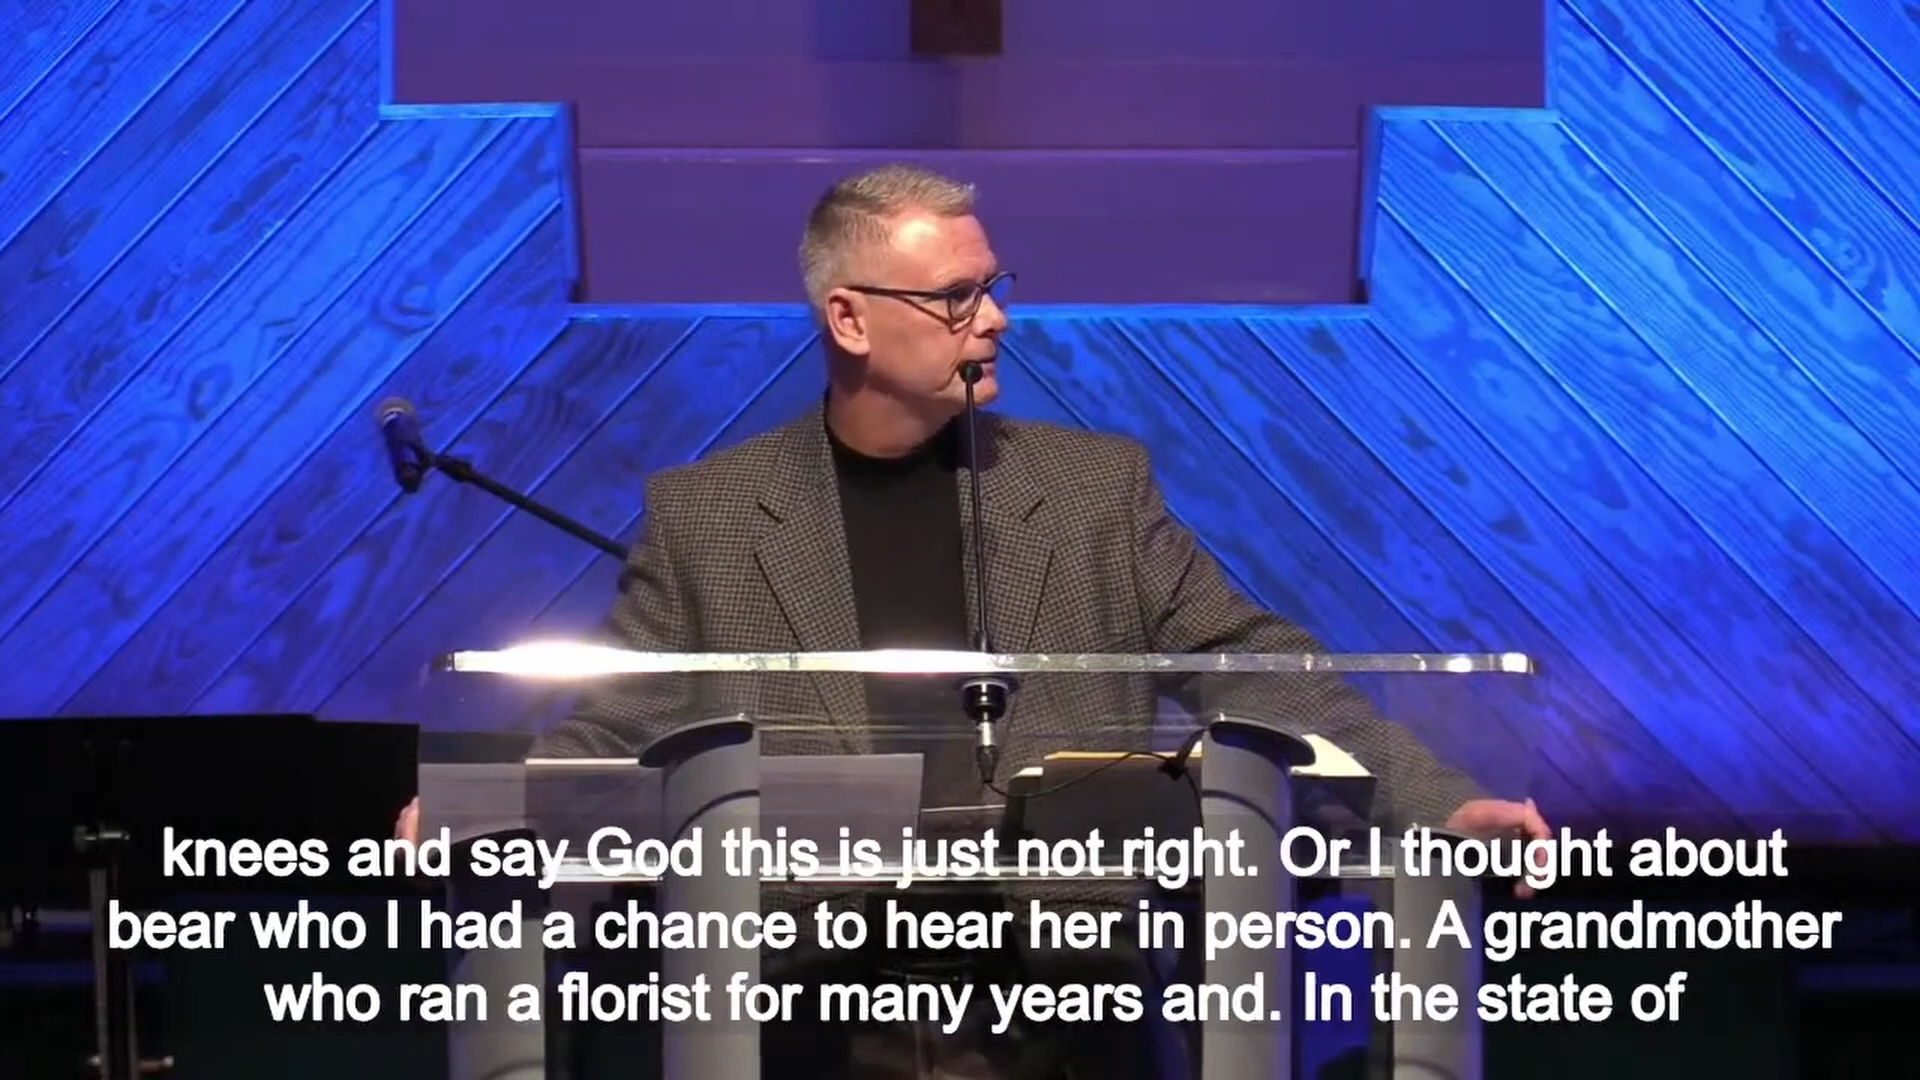 knees and say God this is just not right. Or I thought about
bear who I had a chance to hear her in person. A grandmother
who ran a florist for many years and. In the state of